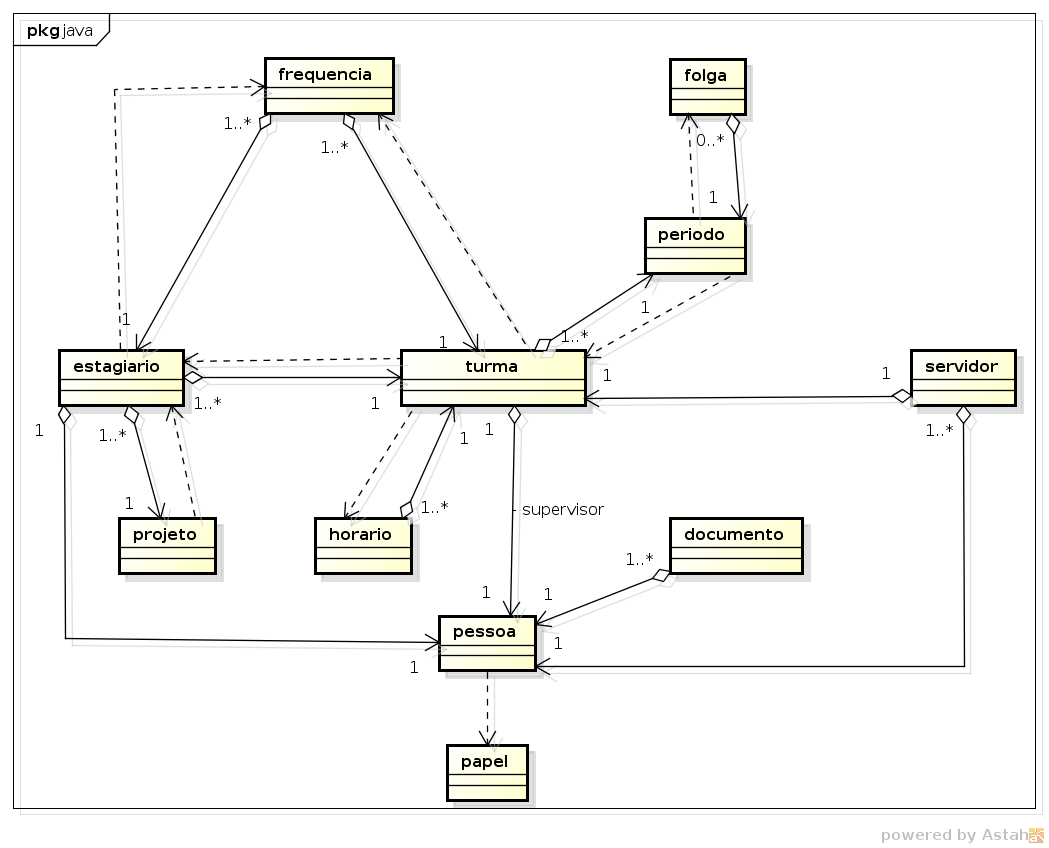 pkg java
frequencia
folga
1..*
1..*
0..*
1
periodo
1
1
1..*
1
estagiario
turma
servidor
1
1
1..*
1
1
1..*
1
1
1..*
1
1..*
projeto
horario
- supervisor
documento
1..*
1
1
pessoa
1
1
papel
powered by Astah